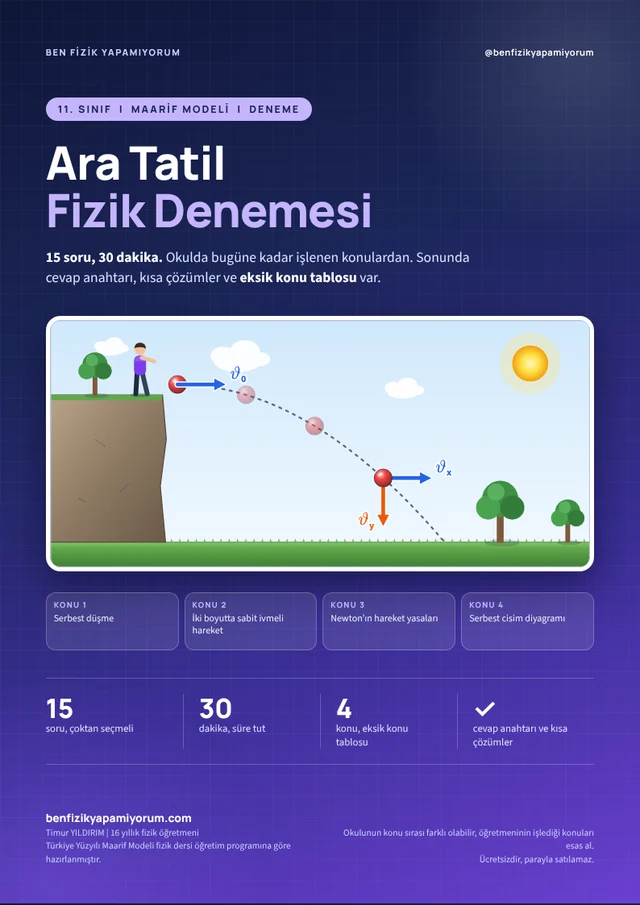 BEN FİZİK YAPAMIYORUM
@benfizikyapamiyorum
11. SINIF | MAARİF MODELİ | DENEME
Ara Tatil
Fizik Denemesi
15 soru, 30 dakika. Okulda bugüne kadar işlenen konulardan. Sonunda
cevap anahtarı, kısa çözümler ve eksik konu tablosu var.
ϑ₀
ϑₓ
ϑᵧ
KONU 1
Serbest düşme
KONU 2
İki boyutta sabit ivmeli
hareket
KONU 3
Newton'ın hareket yasaları
KONU 4
Serbest cisim diyagramı
15
soru, çoktan seçmeli
30
dakika, süre tut
4
konu, eksik konu
tablosu
✓
cevap anahtarı ve kısa
çözümler
benfizikyapamiyorum.com
Timur YILDIRIM | 16 yıllık fizik öğretmeni
Türkiye Yüzyılı Maarif Modeli fizik dersi öğretim programına göre
hazırlanmıştır.
Okulunun konu sırası farklı olabilir, öğretmeninin işlediği konuları
esas al.
Ücretsizdir, parayla satılamaz.